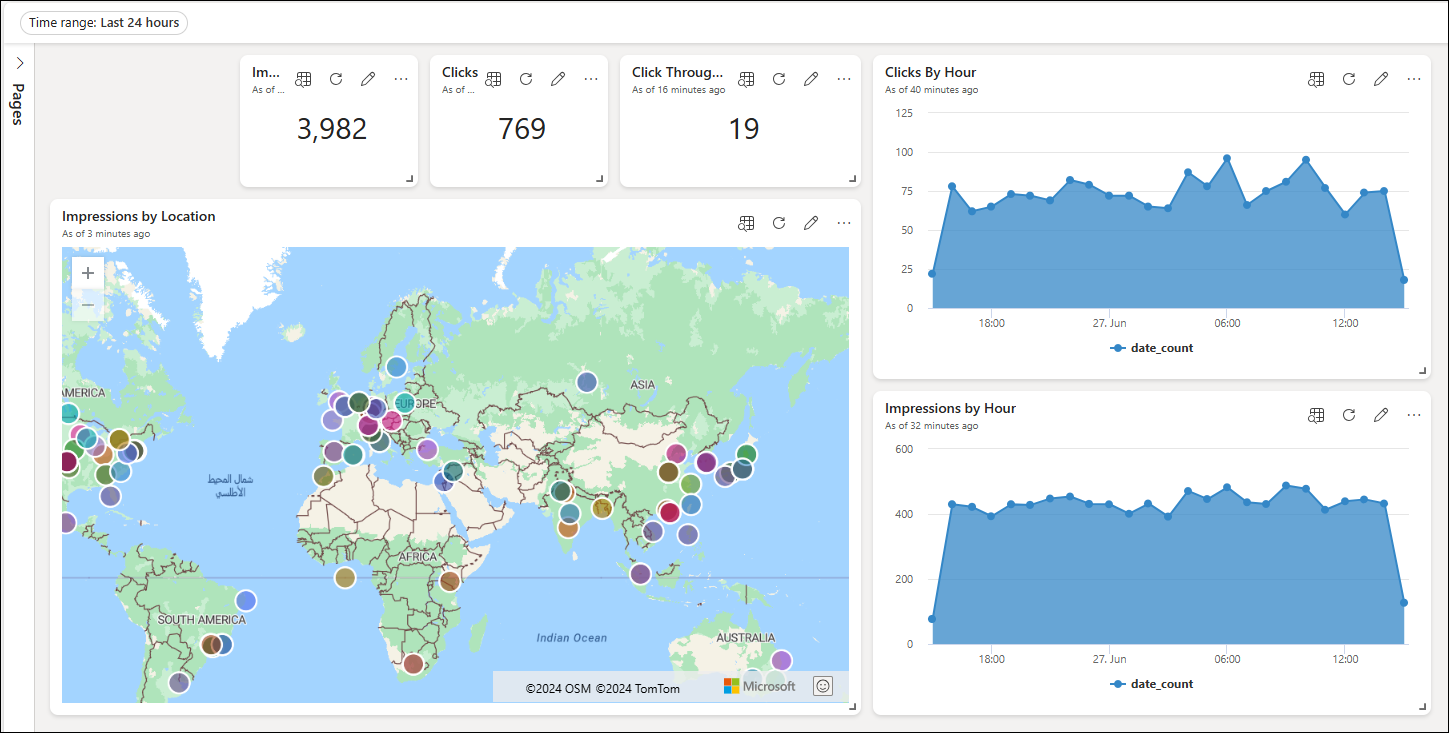 Time range: Last 24 hours
Pages
Im...
As of ...
3,982
Clicks
As of ...
769
Click Throug...
As of 16 minutes ago
19
Impressions by Location
As of 3 minutes ago
+
−
AMERICA
EUROPE
ASIA
شمال المحيط
الأطلسي
AFRICA
SOUTH AMERICA
Indian Ocean
AUSTRALIA
©2024 OSM ©2024 TomTom
Microsoft
Clicks By Hour
As of 40 minutes ago
125
100
75
50
25
0
18:00 27. Jun 06:00 12:00
date_count
Impressions by Hour
As of 32 minutes ago
600
400
200
0
18:00 27. Jun 06:00 12:00
date_count